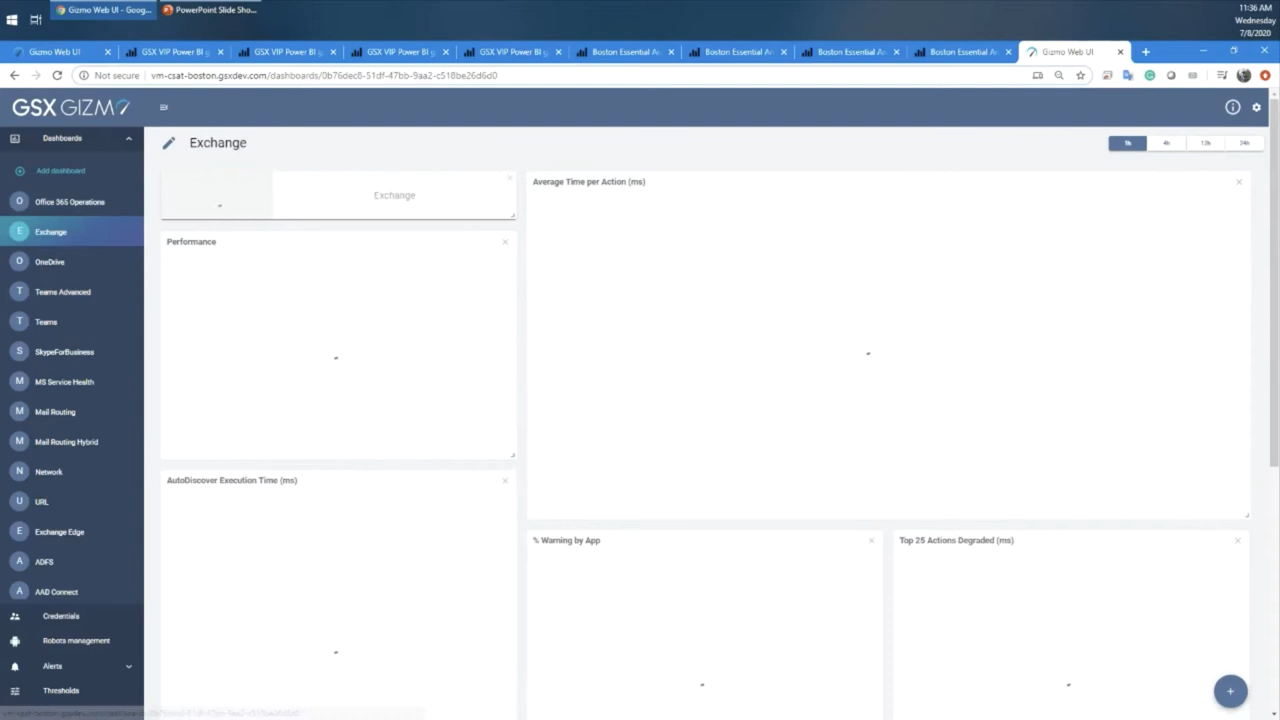 Gizmo Web UI - Goog...
PowerPoint Slide Sho...
11:36 AM
Wednesday
7/8/2020
Gizmo Web UI
GSX VIP Power BI
GSX VIP Power BI
GSX VIP Power BI
GSX VIP Power BI
Boston Essential
Boston Essential
Boston Essential
Boston Essential
Gizmo Web UI
Not secure
vm-csat-boston.gsxdev.com/dashboards/0b76dec8-51df-47bb-9aa2-c518be26d6d0
GSX GIZMO
Dashboards
Add dashboard
O Office 365 Operations
E Exchange
O OneDrive
T Teams Advanced
T Teams
S SkypeForBusiness
M MS Service Health
M Mail Routing
M Mail Routing Hybrid
N Network
U URL
E Exchange Edge
A ADFS
A AAD Connect
Credentials
Robots management
Alerts
Thresholds
Exchange
1h 4h 12h 24h
Exchange
Average Time per Action (ms)
Performance
AutoDiscover Execution Time (ms)
% Warning by App
Top 25 Actions Degraded (ms)